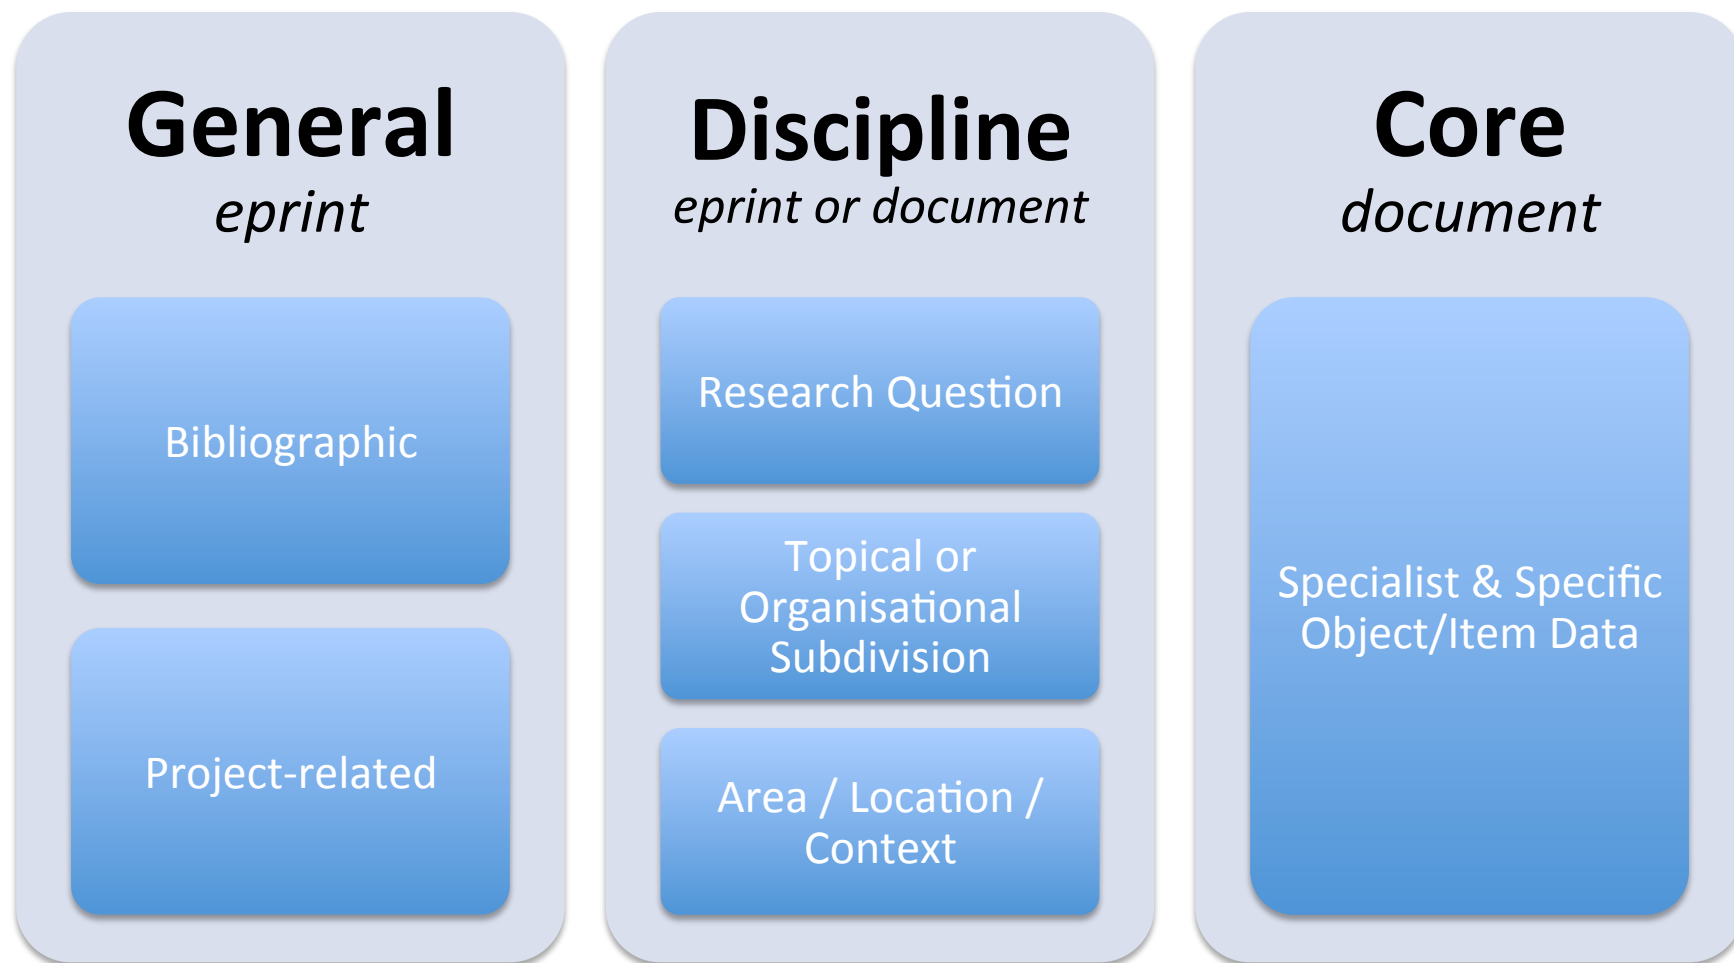 General
eprint
Bibliographic
Project-related
Discipline
eprint or document
Research Question
Topical or
Organisational
Subdivision
Area / Location /
Context
Core
document
Specialist & Specific
Object/Item Data